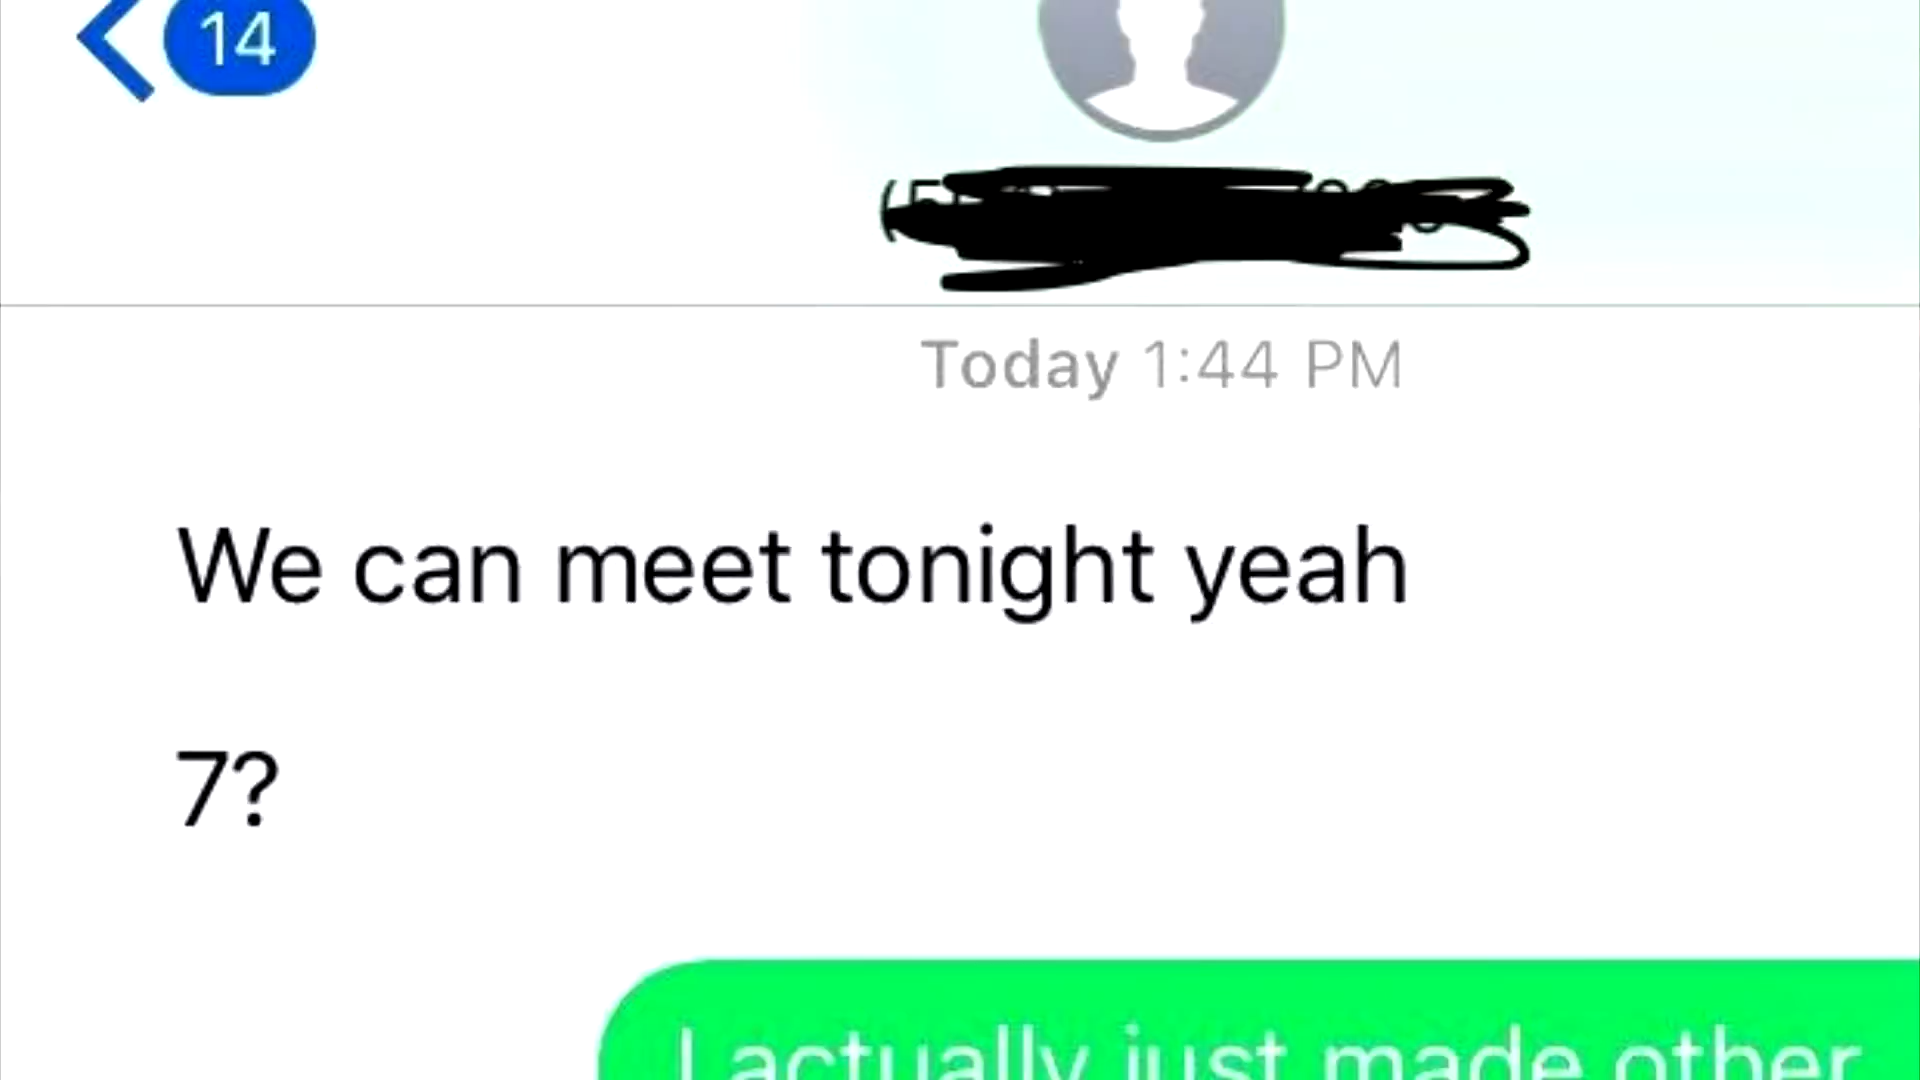 14
Today 1:44 PM
We can meet tonight yeah
7?
I actually just made other